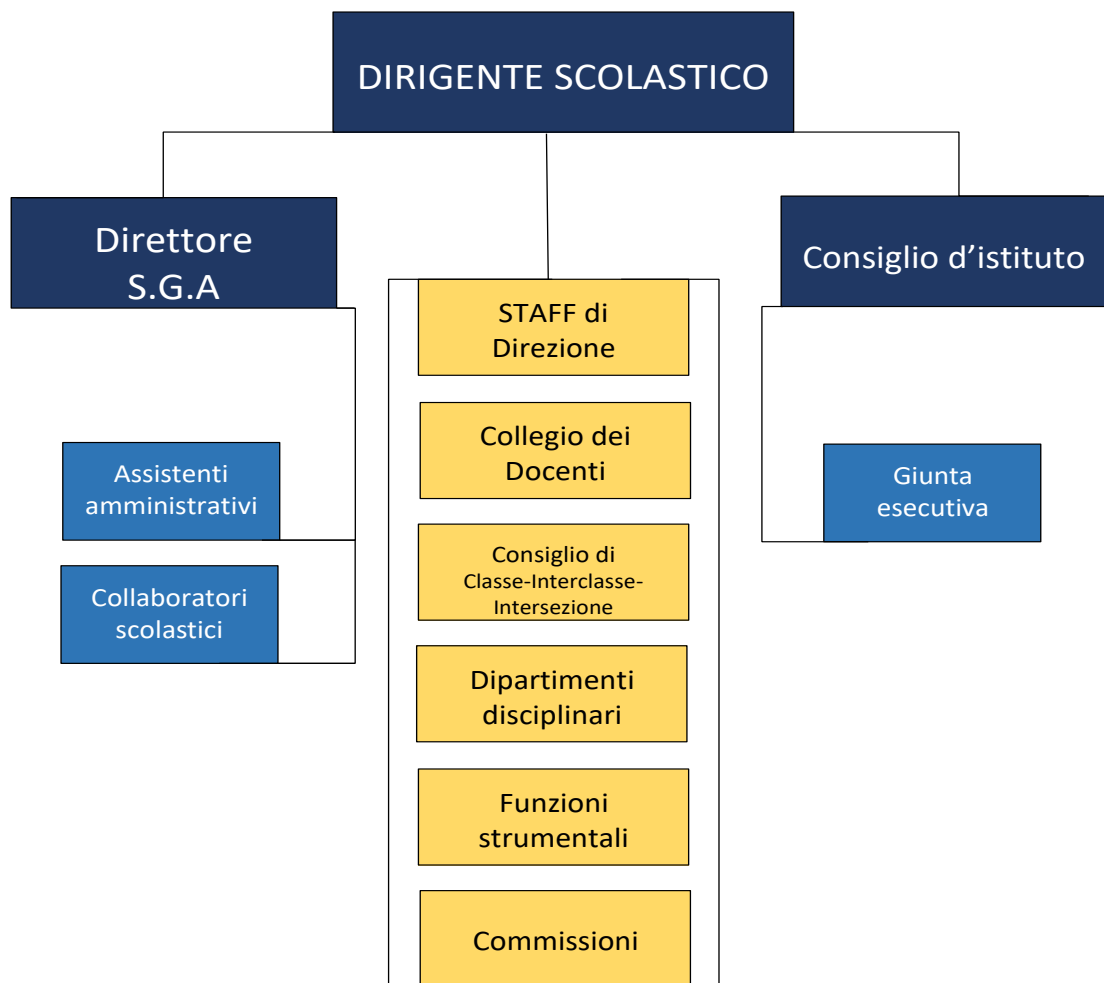 DIRIGENTE SCOLASTICO
Direttore
S.G.A
Consiglio d’istituto
STAFF di
Direzione
Collegio dei
Docenti
Assistenti
amministrativi
Giunta
esecutiva
Consiglio di
Classe-Interclasse-
Intersezione
Collaboratori
scolastici
Dipartimenti
disciplinari
Funzioni
strumentali
Commissioni